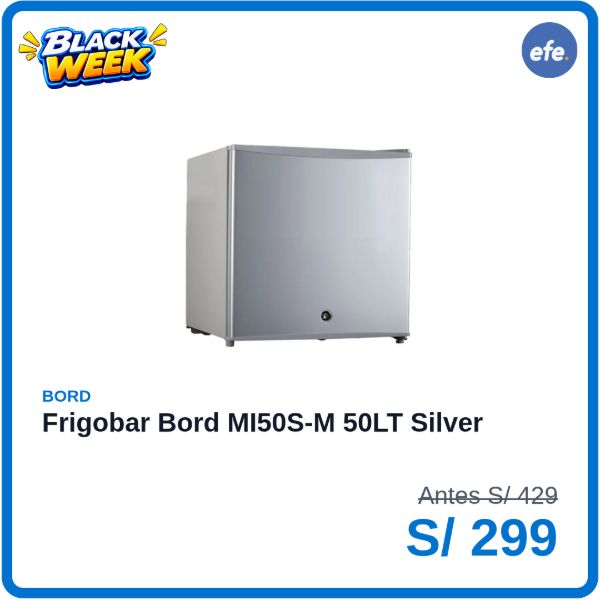 BLACK
WEEK
efe.
BORD
Frigobar Bord MI50S-M 50LT Silver
Antes S/ 429
S/ 299